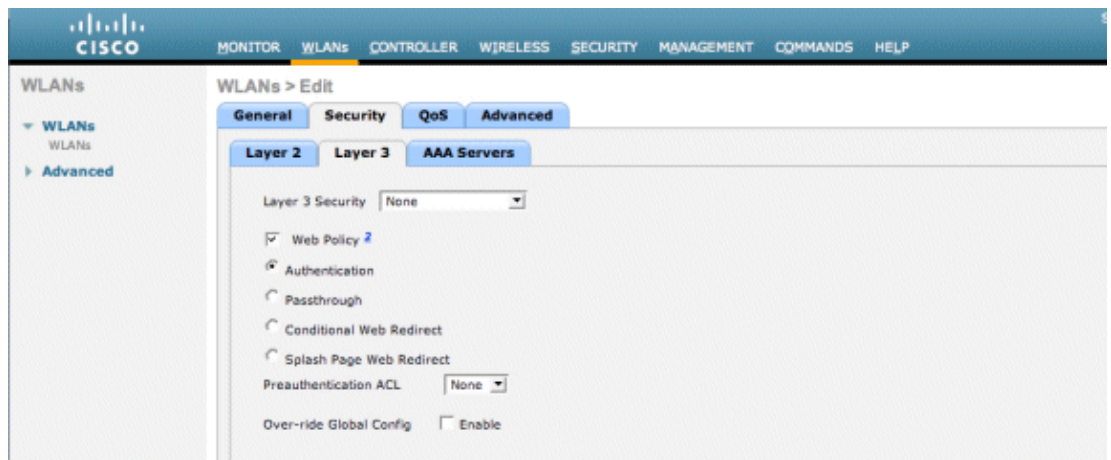 CISCO
MONITOR WLANs CONTROLLER WIRELESS SECURITY MANAGEMENT COMMANDS HELP
WLANs
WLANs
WLANs
Advanced
WLANs > Edit
General Security QoS Advanced
Layer 2 Layer 3 AAA Servers
Layer 3 Security None
Web Policy 2
Authentication
Passthrough
Conditional Web Redirect
Splash Page Web Redirect
Preauthentication ACL None
Over-ride Global Config Enable